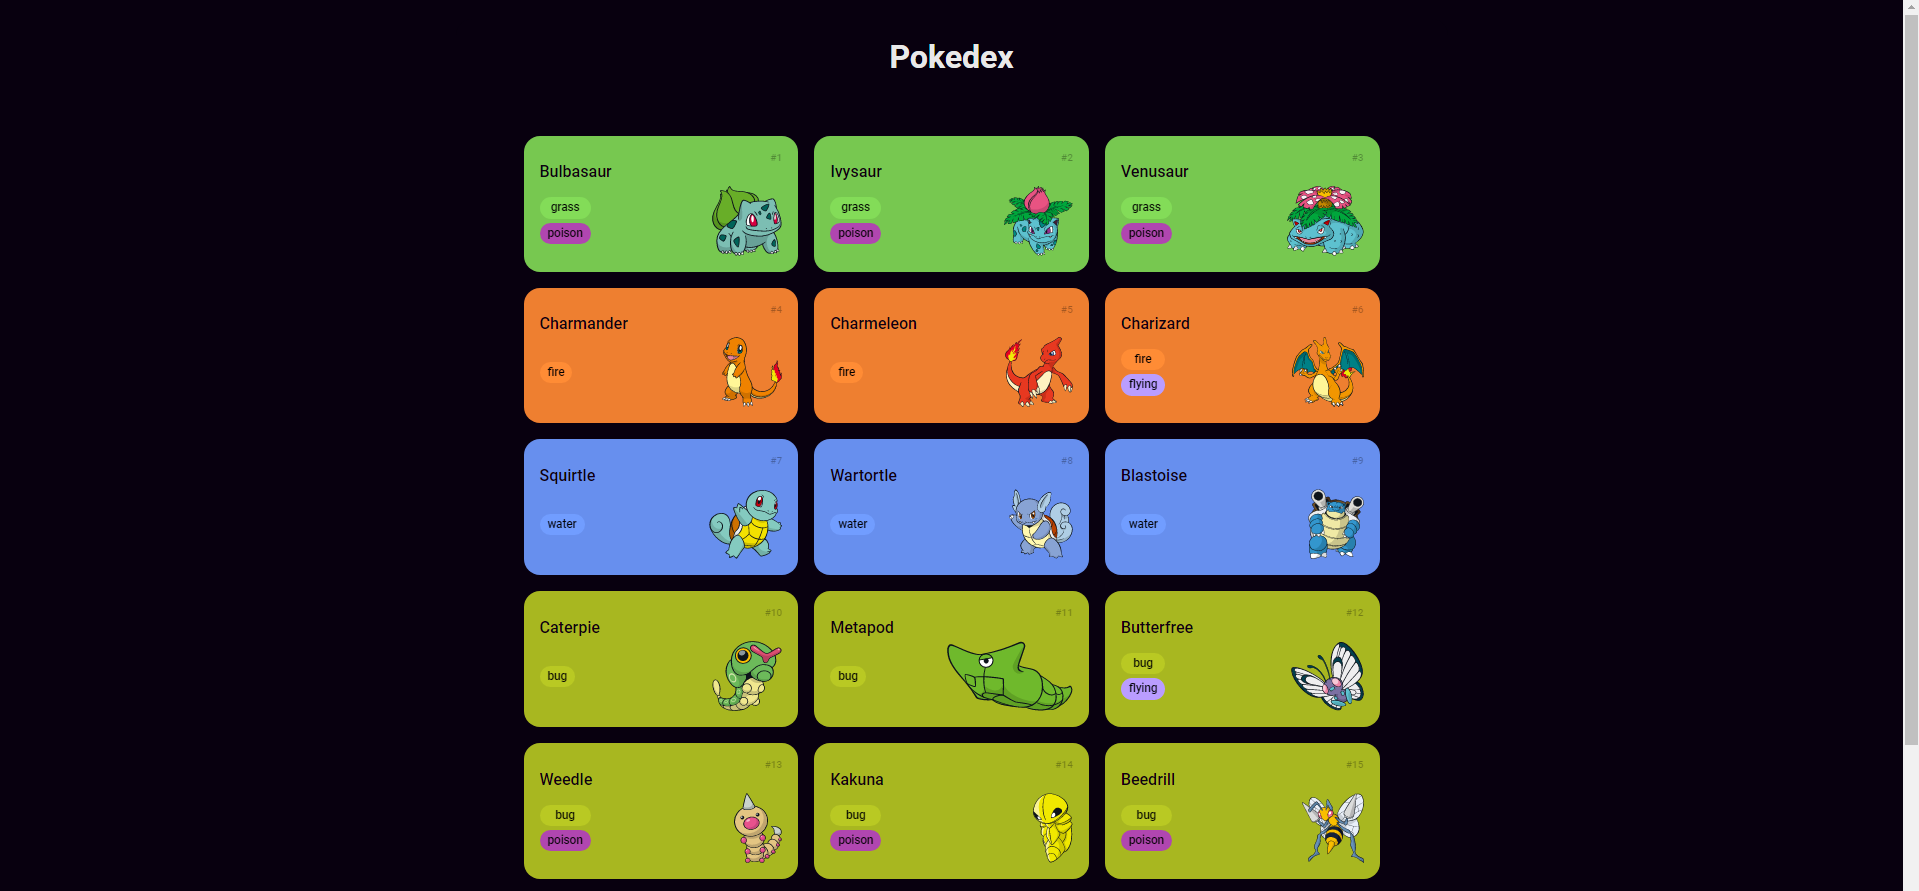 Pokedex
#1
Bulbasaur
grass
poison
#2
Ivysaur
grass
poison
#3
Venusaur
grass
poison
#4
Charmander
fire
#5
Charmeleon
fire
#6
Charizard
fire
flying
#7
Squirtle
water
#8
Wartortle
water
#9
Blastoise
water
#10
Caterpie
bug
#11
Metapod
bug
#12
Butterfree
bug
flying
#13
Weedle
bug
poison
#14
Kakuna
bug
poison
#15
Beedrill
bug
poison